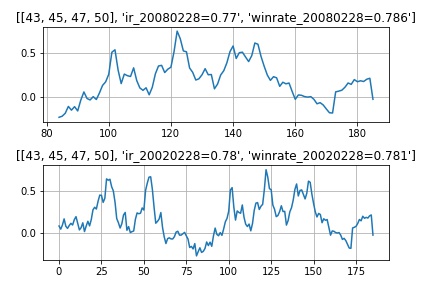 [[43, 45, 47, 50], 'ir_20080228=0.77', 'winrate_20080228=0.786']
0.5
0.0
80 100 120 140 160 180
[[43, 45, 47, 50], 'ir_20020228=0.78', 'winrate_20020228=0.781']
0.5
0.0
0 25 50 75 100 125 150 175